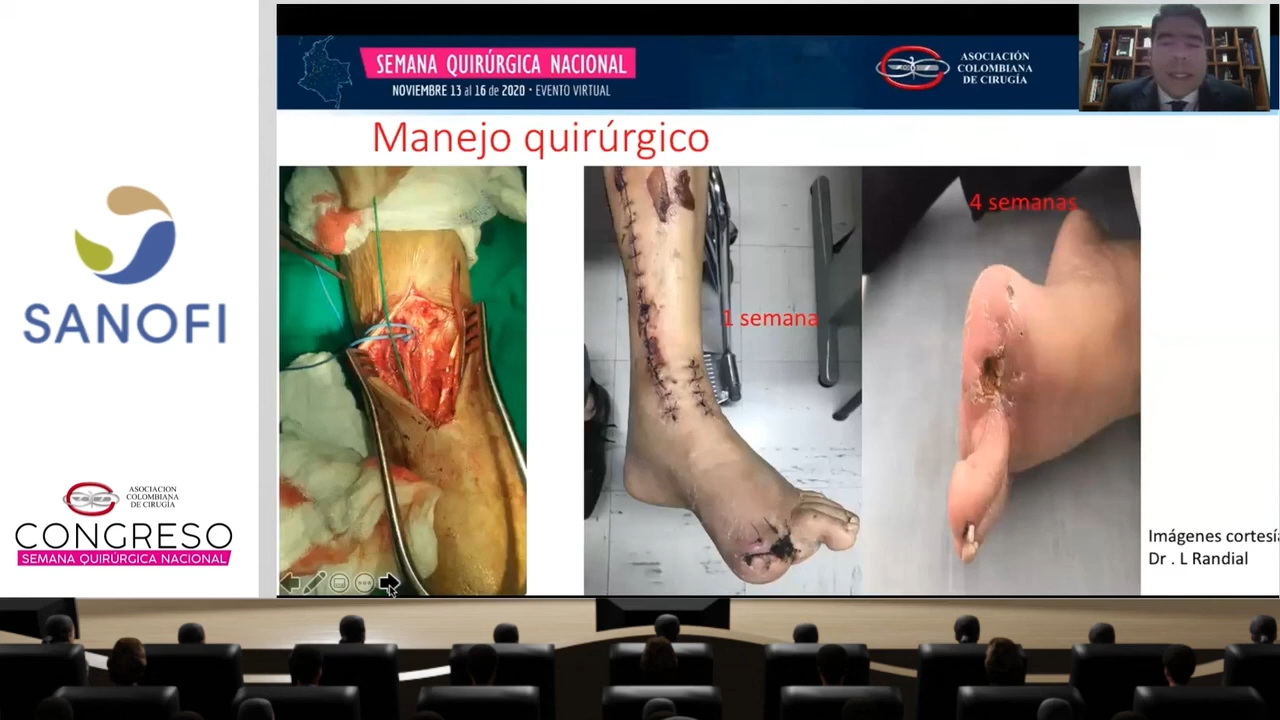 SEMANA QUIRÚRGICA NACIONAL
NOVIEMBRE 13 al 16 de 2020 • EVENTO VIRTUAL
ASOCIACIÓN
COLOMBIANA
DE CIRUGÍA
Manejo quirúrgico
1 semana
4 semanas
Imágenes cortesía
Dr . L Randial
SANOFI
ASOCIACIÓN
COLOMBIANA
DE CIRUGÍA
CONGRESO
SEMANA QUIRÚRGICA NACIONAL